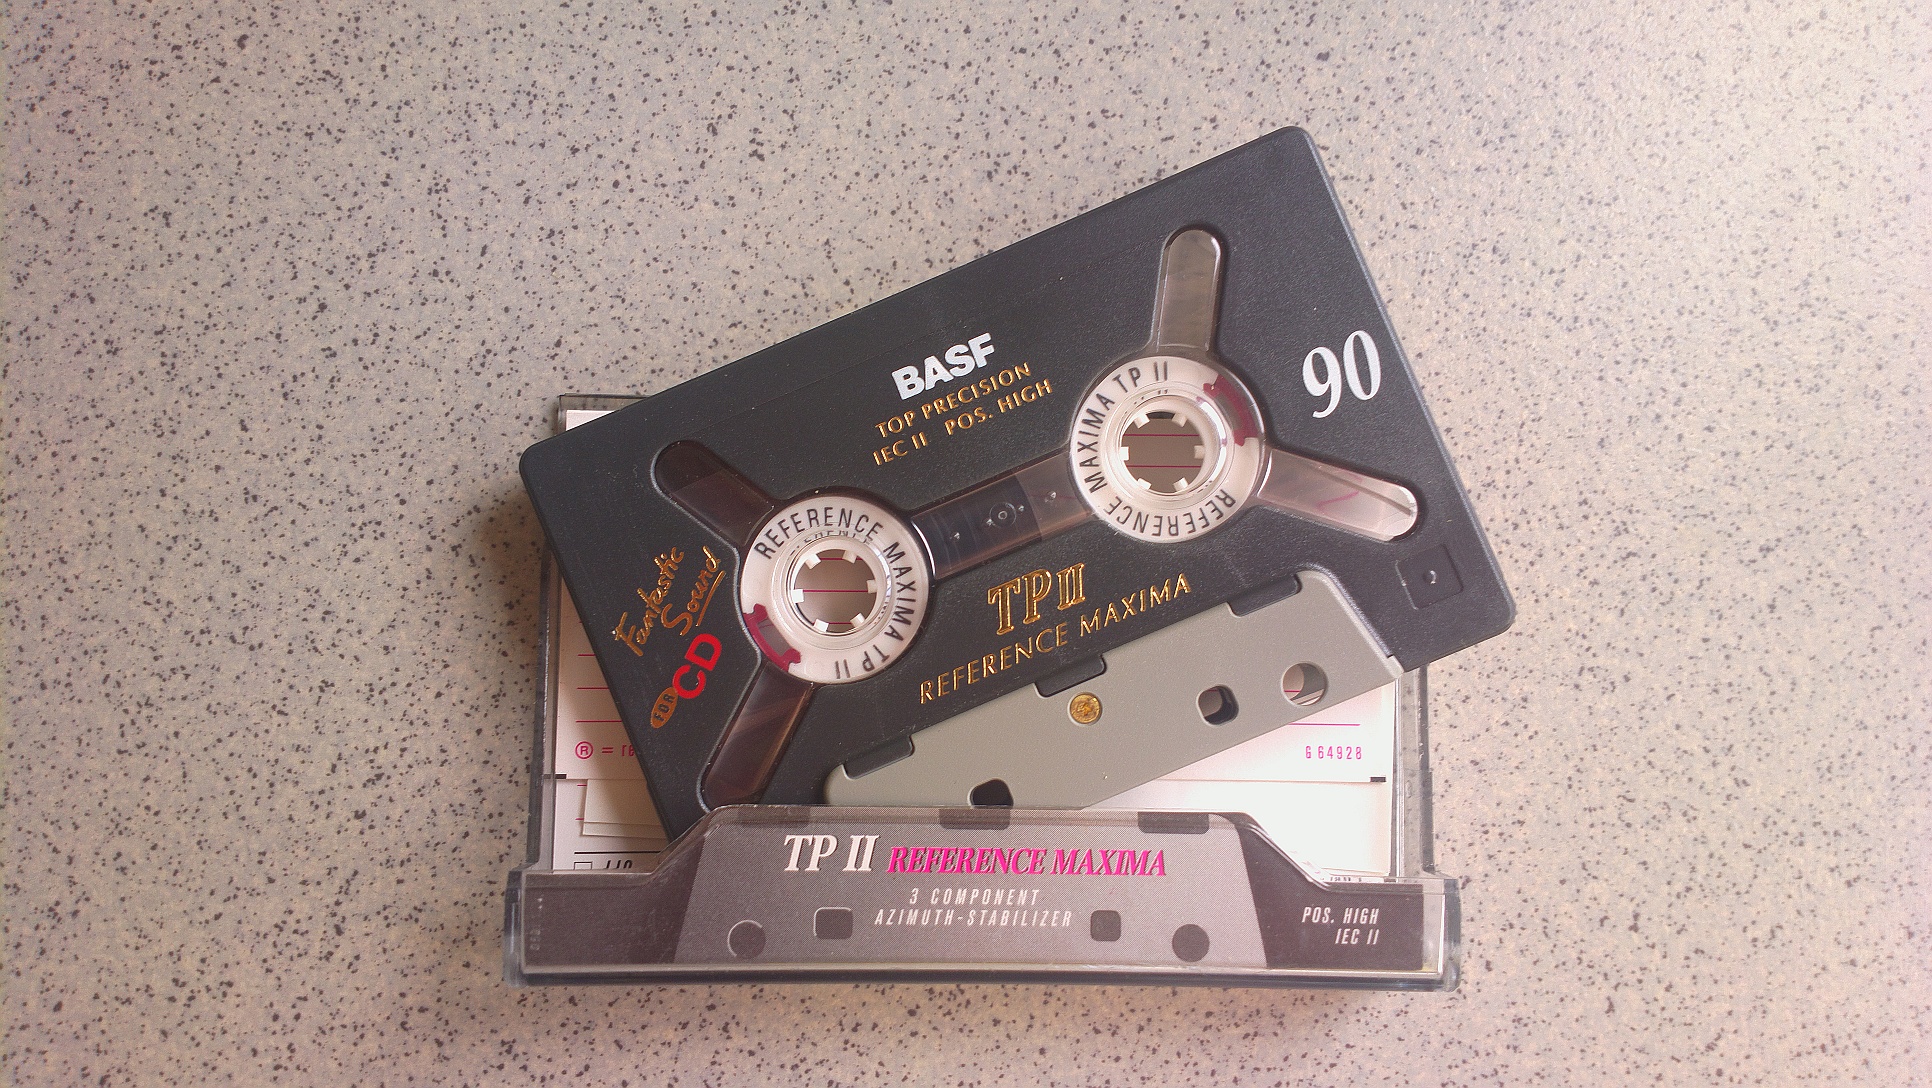 BASF
TOP PRECISION
IEC II POS. HIGH
90
REFERENCE MAXIMA TP II
REFERENCE MAXIMA TP II
Fantastic
Sound
FOR CD
TP II
REFERENCE MAXIMA
® =
G 64928
TP II REFERENCE MAXIMA
3 COMPONENT
AZIMUTH-STABILIZER
POS. HIGH
IEC II